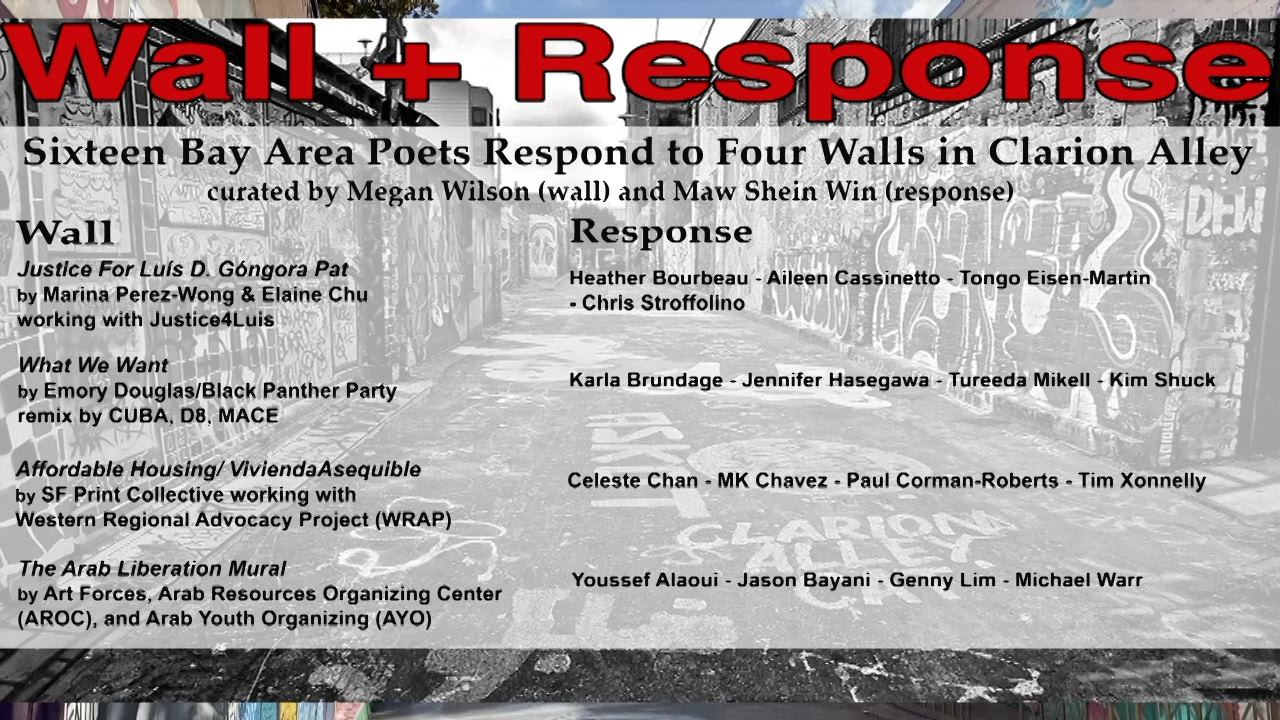 Wall + Response
Sixteen Bay Area Poets Respond to Four Walls in Clarion Alley
curated by Megan Wilson (wall) and Maw Shein Win (response)
Wall
Justice For Luís D. Góngora Pat
by Marina Perez-Wong & Elaine Chu
working with Justice4Luis
What We Want
by Emory Douglas/Black Panther Party
remix by CUBA, D8, MACE
Affordable Housing/ ViviendaAsequible
by SF Print Collective working with
Western Regional Advocacy Project (WRAP)
The Arab Liberation Mural
by Art Forces, Arab Resources Organizing Center
(AROC), and Arab Youth Organizing (AYO)
Response
Heather Bourbeau - Aileen Cassinetto - Tongo Eisen-Martin
- Chris Stroffolino
Karla Brundage - Jennifer Hasegawa - Tureeda Mikell - Kim Shuck
Celeste Chan - MK Chavez - Paul Corman-Roberts - Tim Xonnelly
Youssef Alaoui - Jason Bayani - Genny Lim - Michael Warr
CLARION
ALLEY